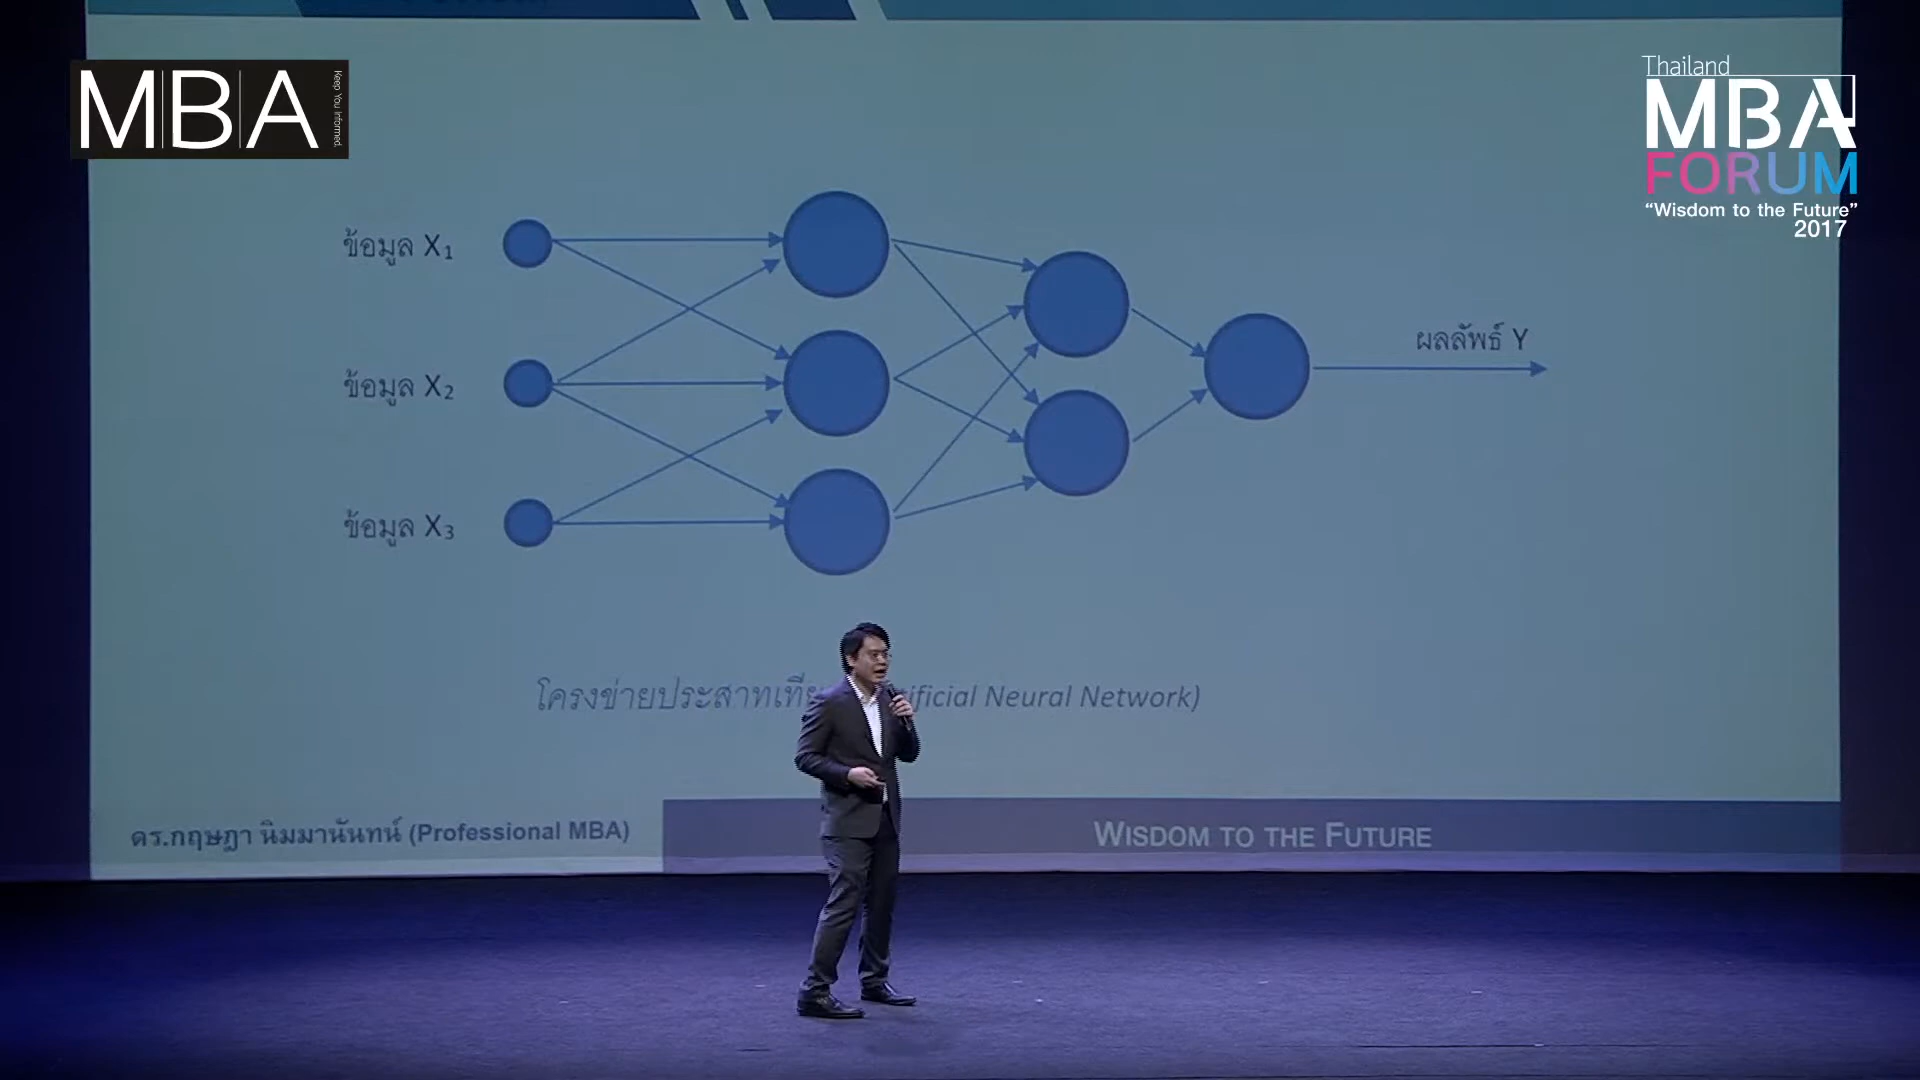 MBA
Keep You Informed.
Thailand
MBA
FORUM
“Wisdom to the Future”
2017
ข้อมูล X1
ข้อมูล X2
ข้อมูล X3
ผลลัพธ์ Y
โครงข่ายประสาทเทีย ificial Neural Network)
ดร.กฤษฎา นิมมานันทน์ (Professional MBA)
WISDOM TO THE FUTURE